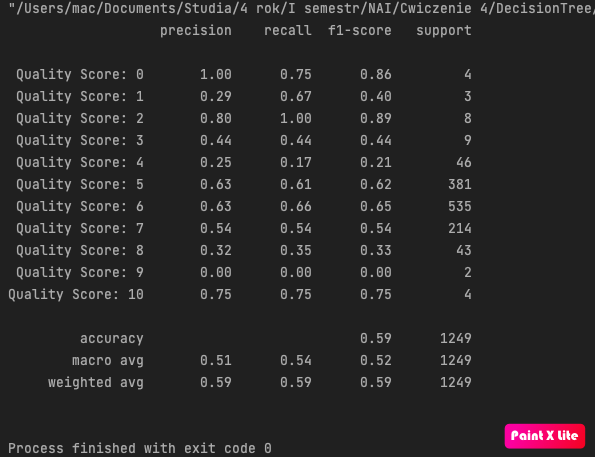 "/Users/mac/Documents/Studia/4 rok/I semestr/NAI/Cwiczenie 4/DecisionTree/
precision recall f1-score support
Quality Score: 0 1.00 0.75 0.86 4
Quality Score: 1 0.29 0.67 0.40 3
Quality Score: 2 0.80 1.00 0.89 8
Quality Score: 3 0.44 0.44 0.44 9
Quality Score: 4 0.25 0.17 0.21 46
Quality Score: 5 0.63 0.61 0.62 381
Quality Score: 6 0.63 0.66 0.65 535
Quality Score: 7 0.54 0.54 0.54 214
Quality Score: 8 0.32 0.35 0.33 43
Quality Score: 9 0.00 0.00 0.00 2
Quality Score: 10 0.75 0.75 0.75 4
accuracy 0.59 1249
macro avg 0.51 0.54 0.52 1249
weighted avg 0.59 0.59 0.59 1249
Paint X Lite
Process finished with exit code 0